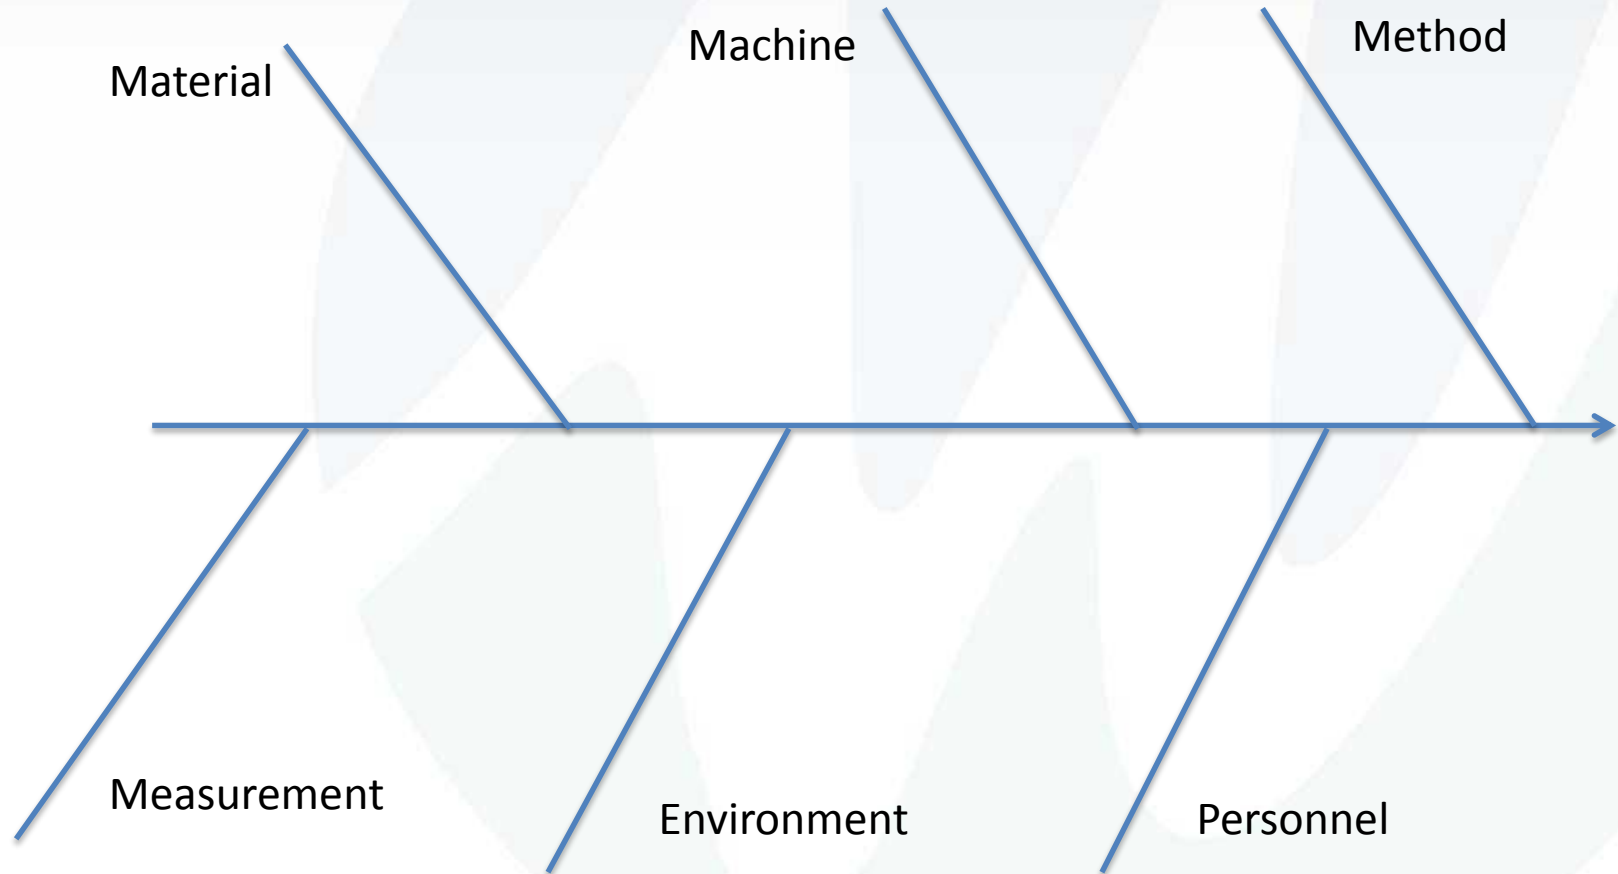 Material
Machine
Method
Measurement
Environment
Personnel